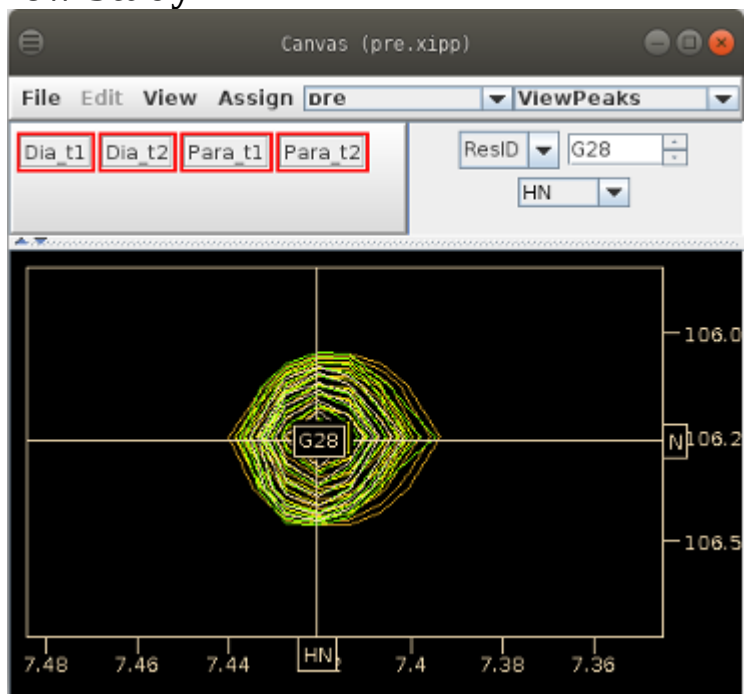 Canvas (pre.xipp)
File Edit View Assign pre ViewPeaks
Dia_t1 Dia_t2 Para_t1 Para_t2 ResID G28
HN
106.0
G28
N 106.2
106.5
7.48 7.46 7.44 HN 7.4 7.38 7.36